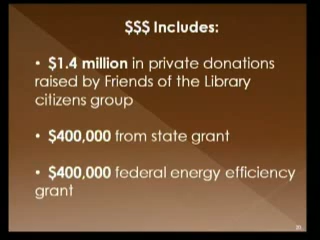 $$$ Includes:
• $1.4 million in private donations
raised by Friends of the Library
citizens group
• $400,000 from state grant
• $400,000 federal energy efficiency
grant